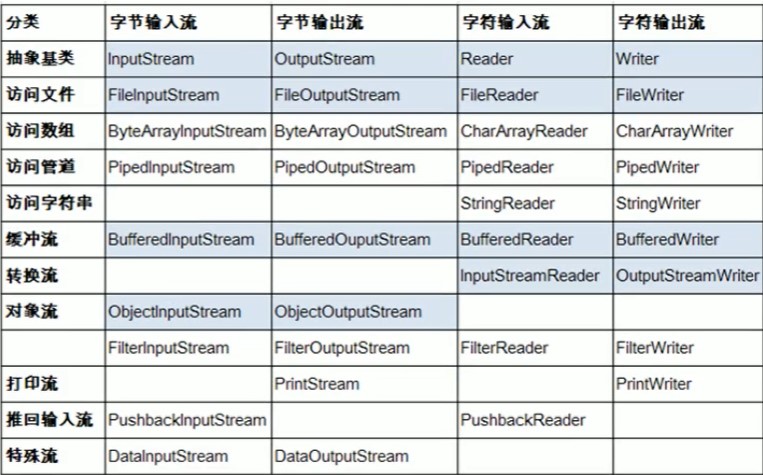 分类 字节输入流 字节输出流 字符输入流 字符输出流
抽象基类 InputStream OutputStream Reader Writer
访问文件 FileInputStream FileOutputStream FileReader FileWriter
访问数组 ByteArrayInputStream ByteArrayOutputStream CharArrayReader CharArrayWriter
访问管道 PipedInputStream PipedOutputStream PipedReader PipedWriter
访问字符串 StringReader StringWriter
缓冲流 BufferedInputStream BufferedOuputStream BufferedReader BufferedWriter
转换流 InputStreamReader OutputStreamWriter
对象流 ObjectInputStream ObjectOutputStream
FilterInputStream FilterOutputStream FilterReader FilterWriter
打印流 PrintStream PrintWriter
推回输入流 PushbackInputStream PushbackReader
特殊流 DataInputStream DataOutputStream